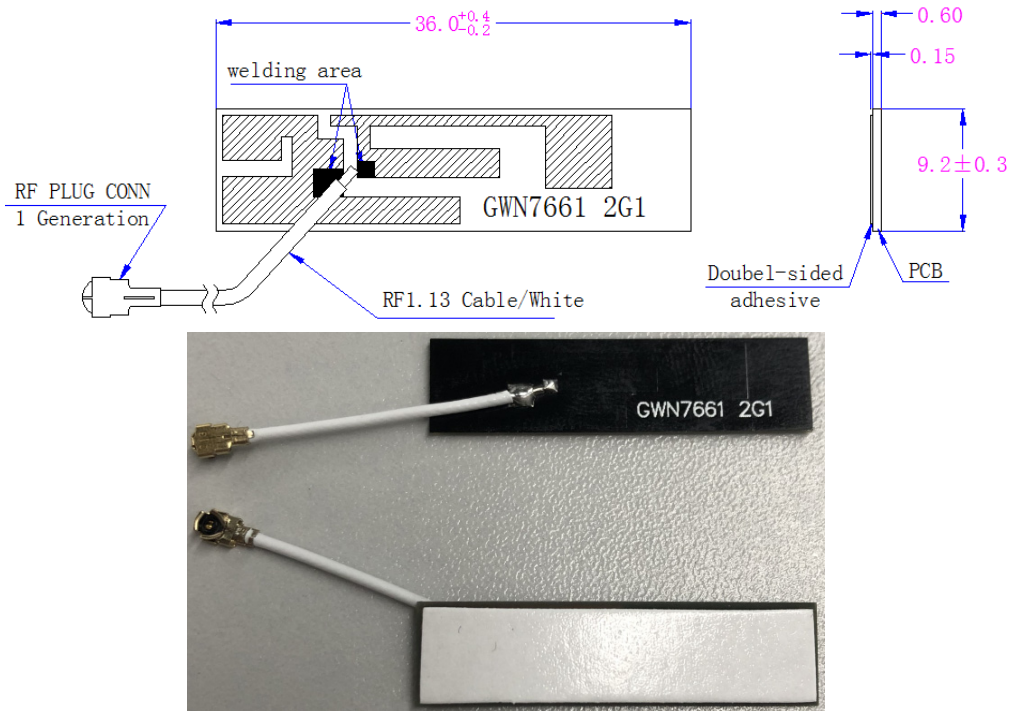 36.0+0.4
-0.2
0.60
0.15
welding area
9.2±0.3
RF PLUG CONN
1 Generation
GWN7661 2G1
Doubel-sided
adhesive
PCB
RF1.13 Cable/White
GWN7661 2G1